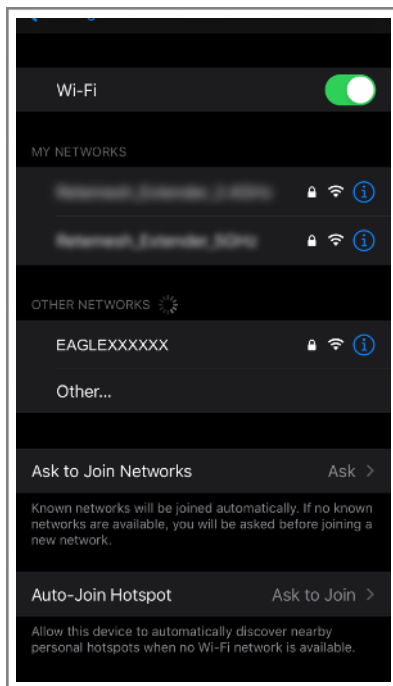 Wi-Fi
MY NETWORKS
OTHER NETWORKS
EAGLEXXXXXX
Other...
Ask to Join Networks Ask >
Known networks will be joined automatically. If no known
networks are available, you will be asked before joining a
new network.
Auto-Join Hotspot Ask to Join >
Allow this device to automatically discover nearby
personal hotspots when no Wi-Fi network is available.